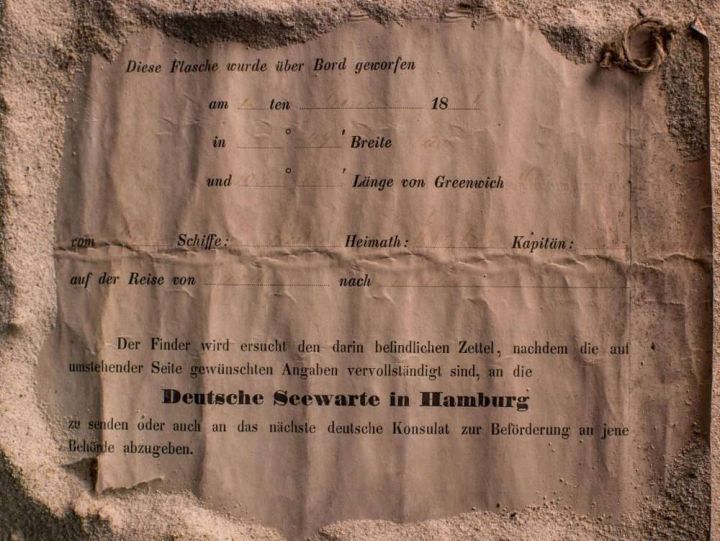 Diese Flasche wurde über Bord geworfen
am ten 18
in ° ' Breite
und ° ' Länge von Greenwich
vom Schiffe: Heimath: Kapitän:
auf der Reise von nach
Der Finder wird ersucht den darin befindlichen Zettel, nachdem die auf
umstehender Seite gewünschten Angaben vervollständigt sind, an die
Deutsche Seewarte in Hamburg
zu senden oder auch an das nächste deutsche Konsulat zur Beförderung an jene
Behörde abzugeben.